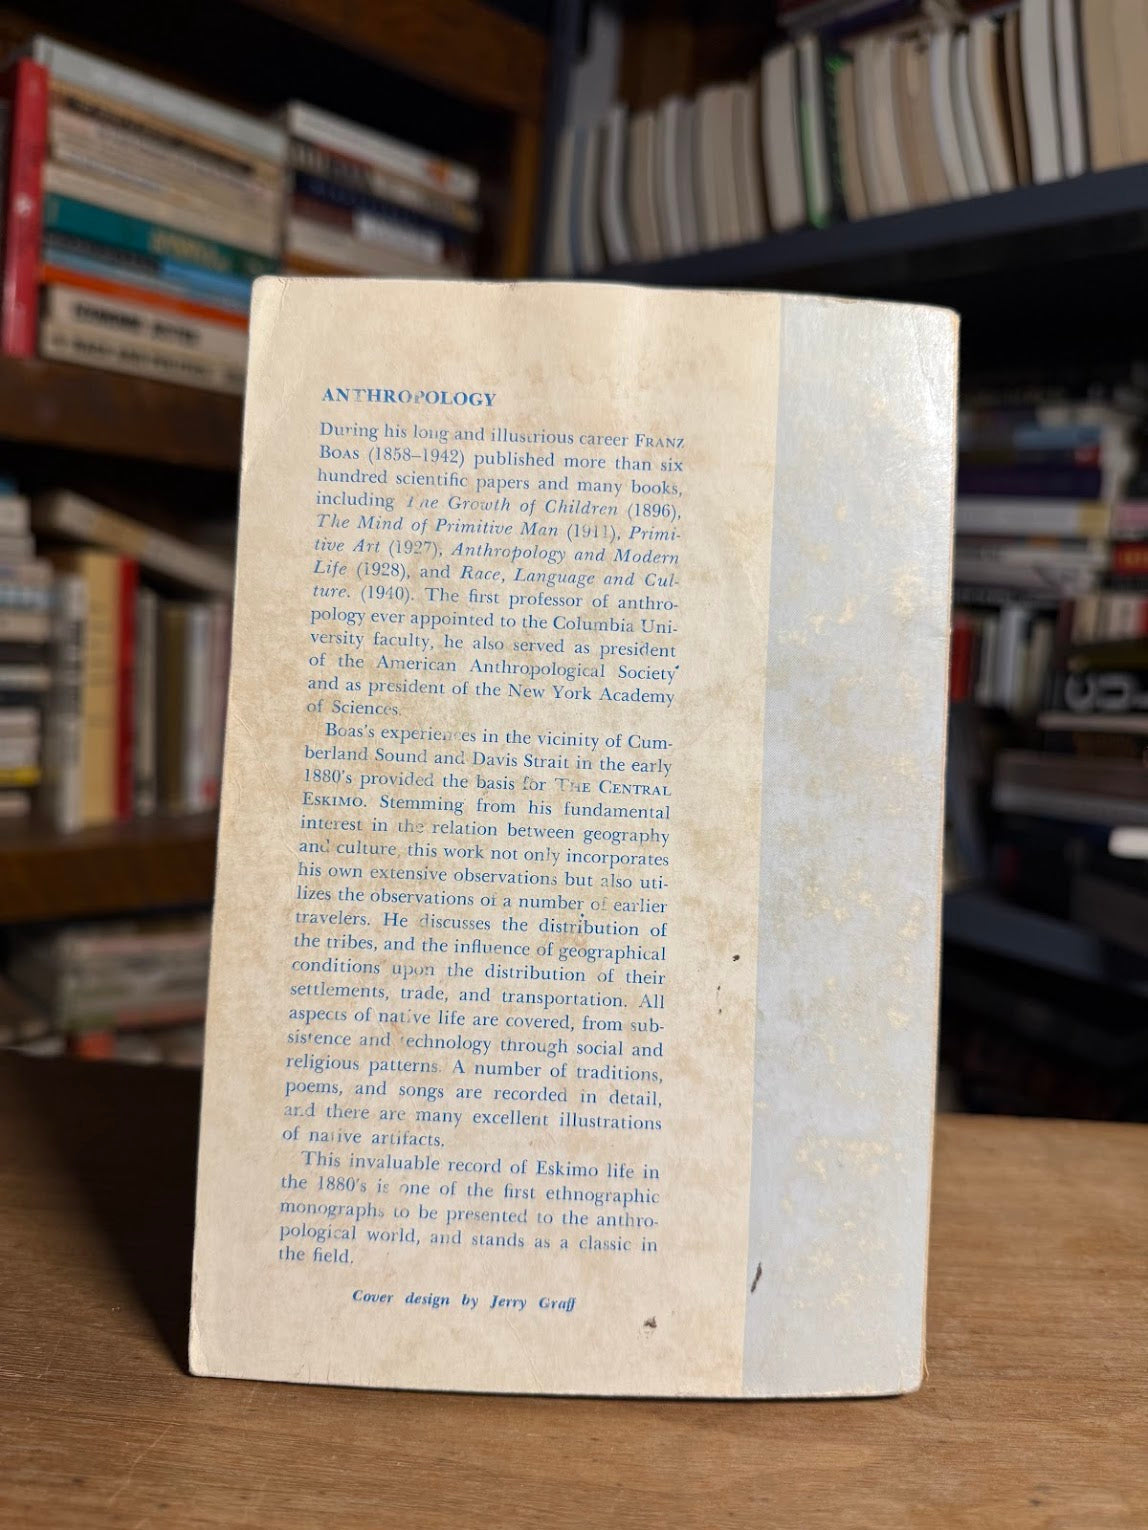 ANTHROPOLOGY
During his long and illustrious career FRANZ
BOAS (1858–1942) published more than six
hundred scientific papers and many books,
including The Growth of Children (1896),
The Mind of Primitive Man (1911), Primi-
tive Art (1927), Anthropology and Modern
Life (1928), and Race, Language and Cul-
ture. (1940). The first professor of anthro-
pology ever appointed to the Columbia Uni-
versity faculty, he also served as president
of the American Anthropological Society
and as president of the New York Academy
of Sciences.
Boas's experiences in the vicinity of Cum-
berland Sound and Davis Strait in the early
1880's provided the basis for THE CENTRAL
ESKIMO. Stemming from his fundamental
interest in the relation between geography
and culture, this work not only incorporates
his own extensive observations but also uti-
lizes the observations of a number of earlier
travelers. He discusses the distribution of
the tribes, and the influence of geographical
conditions upon the distribution of their
settlements, trade, and transportation. All
aspects of native life are covered, from sub-
sistence and technology through social and
religious patterns. A number of traditions,
poems, and songs are recorded in detail,
and there are many excellent illustrations
of native artifacts.
This invaluable record of Eskimo life in
the 1880's is one of the first ethnographic
monographs to be presented to the anthro-
pological world, and stands as a classic in
the field.
Cover design by Jerry Graff